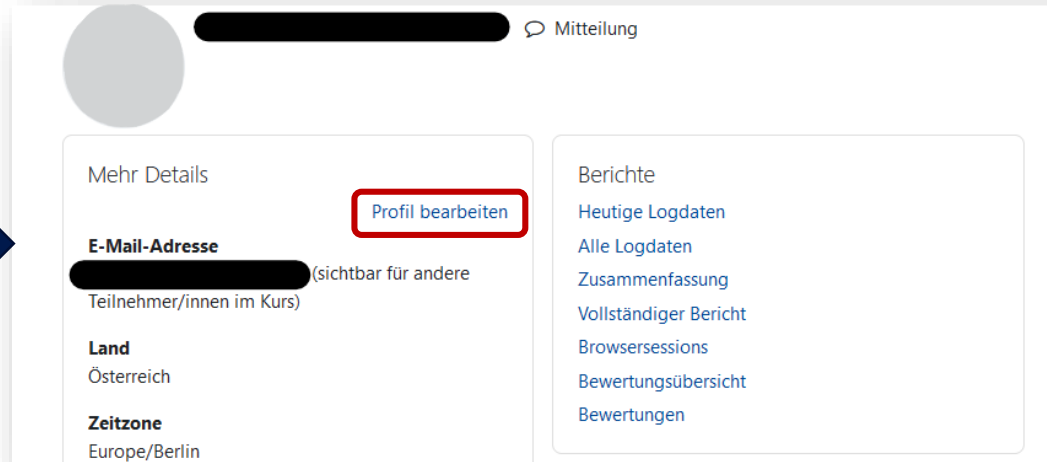 Mitteilung
Mehr Details
Profil bearbeiten
E-Mail-Adresse
(sichtbar für andere
Teilnehmer/innen im Kurs)
Land
Österreich
Zeitzone
Europe/Berlin
Berichte
Heutige Logdaten
Alle Logdaten
Zusammenfassung
Vollständiger Bericht
Browsersessions
Bewertungsübersicht
Bewertungen